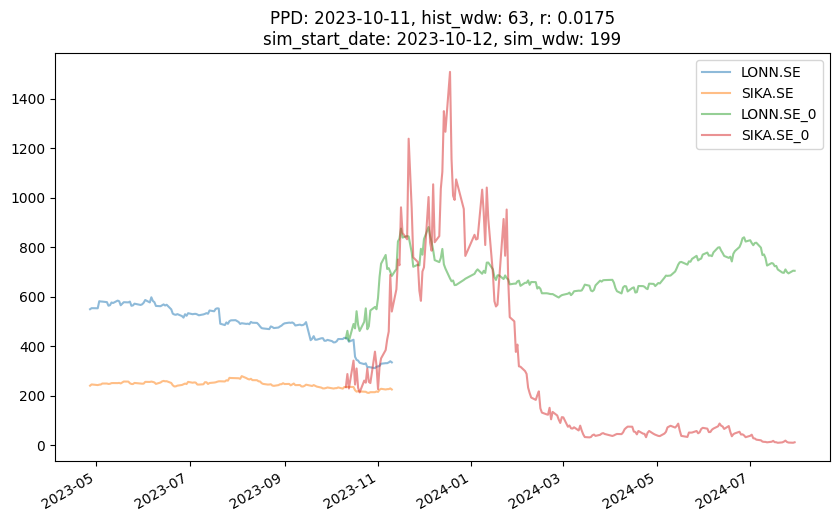 PPD: 2023-10-11, hist_wdw: 63, r: 0.0175
sim_start_date: 2023-10-12, sim_wdw: 199
LONN.SE
SIKA.SE
LONN.SE_0
SIKA.SE_0
1400
1200
1000
800
600
400
200
0
2023-05
2023-07
2023-09
2023-11
2024-01
2024-03
2024-05
2024-07